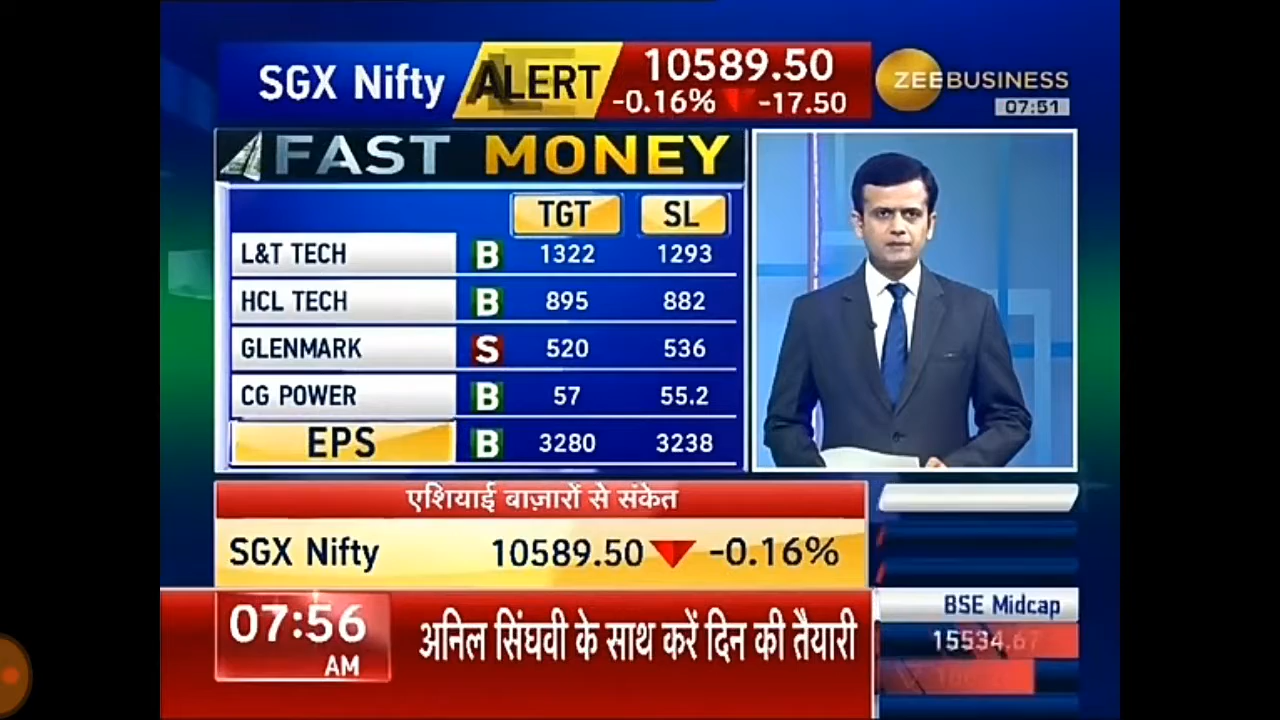 SGX Nifty
ALERT
10589.50
-0.16% -17.50
ZEEBUSINESS
07:51
FAST MONEY
TGT SL
L&T TECH B 1322 1293
HCL TECH B 895 882
GLENMARK S 520 536
CG POWER B 57 55.2
EPS B 3280 3238
एशियाई बाज़ारों से संकेत
SGX Nifty 10589.50 -0.16%
07:56 AM
अनिल सिंघवी के साथ करें दिन की तैयारी
BSE Midcap
15534.67